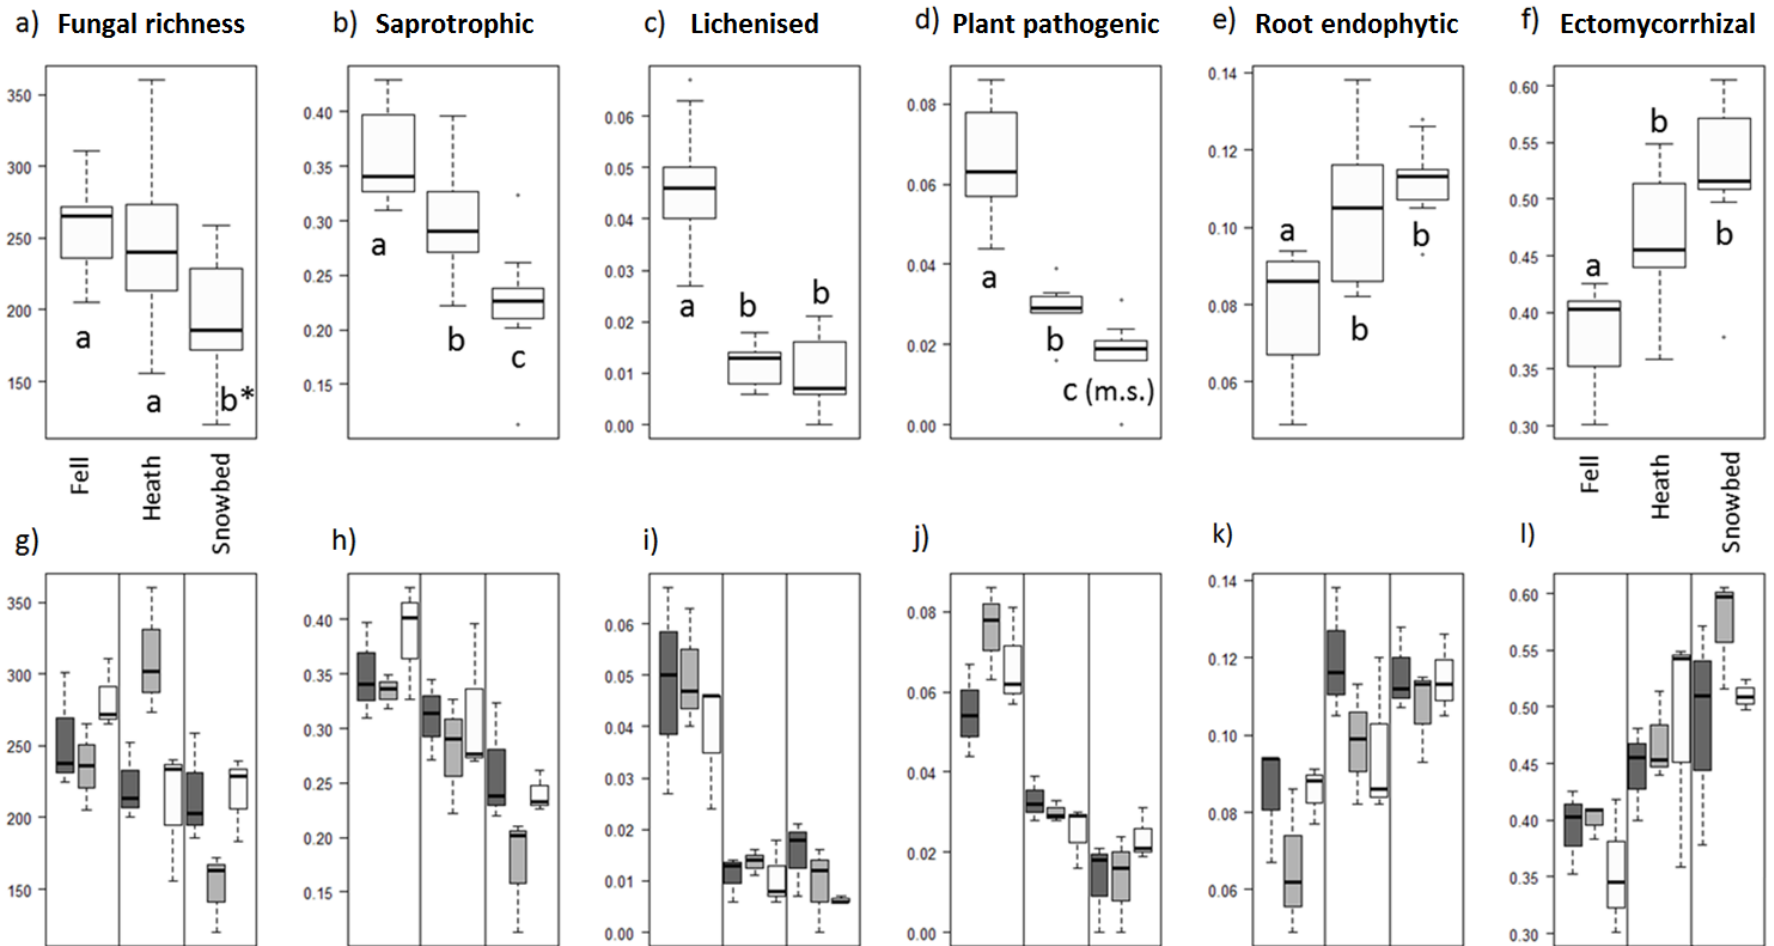 a) Fungal richness
b) Saprotrophic
c) Lichenised
d) Plant pathogenic
e) Root endophytic
f) Ectomycorrhizal
350
300
250
200
150
a
a
b*
Fell
Heath
Snowbed
0.40
0.35
0.30
0.25
0.20
0.15
a
b
c
0.06
0.05
0.04
0.03
0.02
0.01
0.00
a
b
b
0.08
0.06
0.04
0.02
0.00
a
b
c (m.s.)
0.14
0.12
0.10
0.08
0.06
a
b
b
0.60
0.55
0.50
0.45
0.40
0.35
0.30
a
b
b
Fell
Heath
Snowbed
g)
350
300
250
200
150
h)
0.40
0.35
0.30
0.25
0.20
0.15
i)
0.06
0.05
0.04
0.03
0.02
0.01
0.00
j)
0.08
0.06
0.04
0.02
0.00
k)
0.14
0.12
0.10
0.08
0.06
l)
0.60
0.55
0.50
0.45
0.40
0.35
0.30